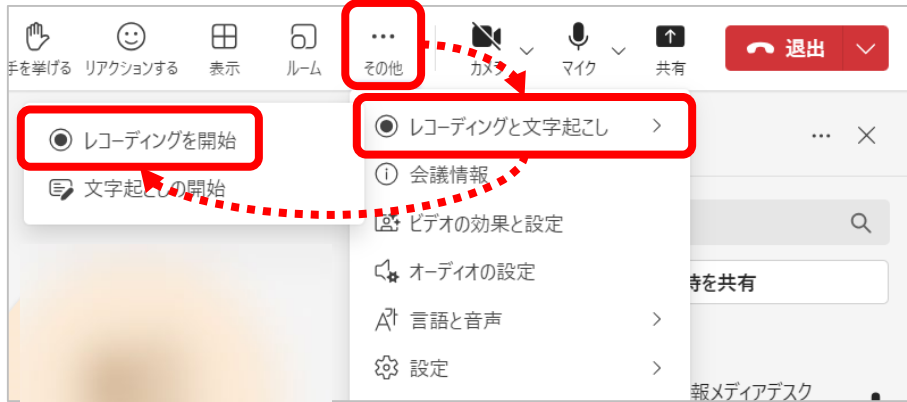 手を挙げる リアクションする 表示 ルーム その他 カメラ マイク 共有 退出
レコーディングを開始
文字起こしの開始
レコーディングと文字起こし
会議情報
ビデオの効果と設定
オーディオの設定
言語と音声
設定
時を共有
報メディアデスク